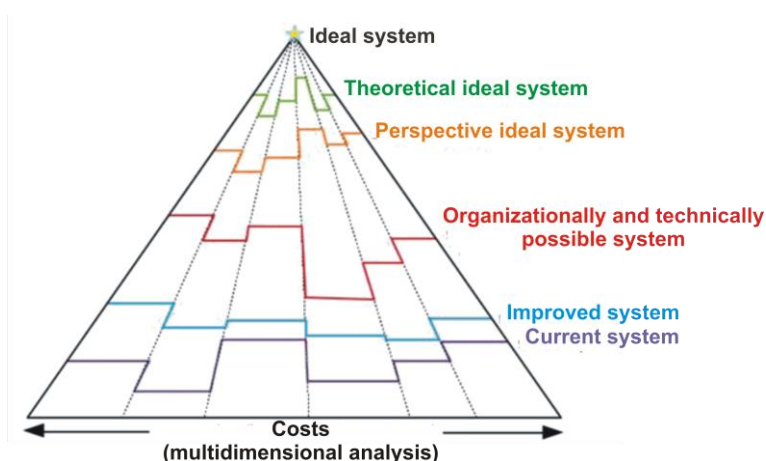 Ideal system
Theoretical ideal system
Perspective ideal system
Organizationally and technically
possible system
Improved system
Current system
Costs
(multidimensional analysis)